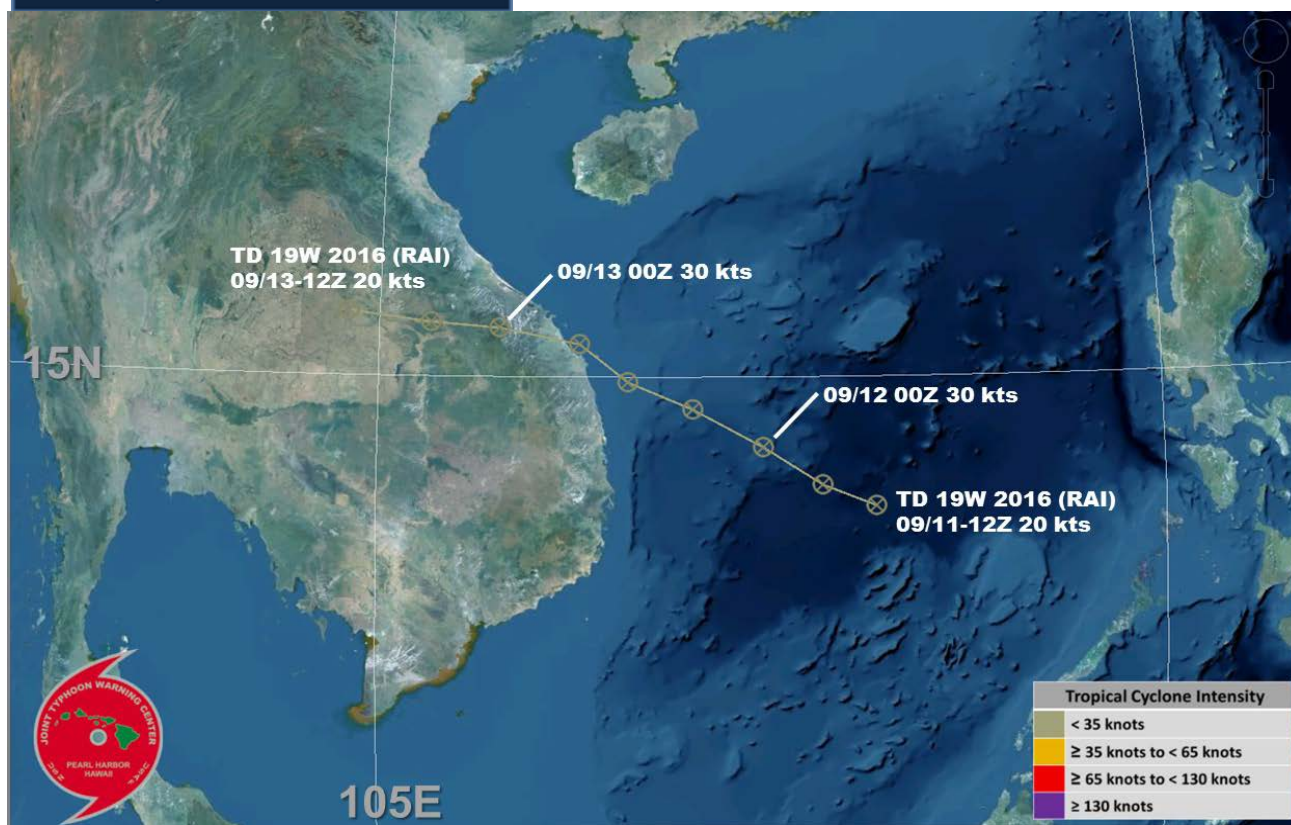 TD 19W 2016 (RAI)
09/13-12Z 20 kts
09/13 00Z 30 kts
15N
09/12 00Z 30 kts
TD 19W 2016 (RAI)
09/11-12Z 20 kts
JOINT TYPHOON WARNING CENTER
PEARL HARBOR
HAWAII
105E
Tropical Cyclone Intensity
< 35 knots
≥ 35 knots to < 65 knots
≥ 65 knots to < 130 knots
≥ 130 knots